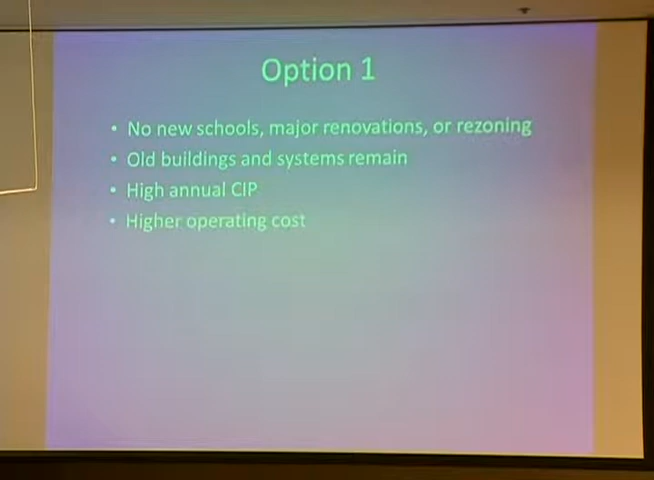 Option 1
• No new schools, major renovations, or rezoning
• Old buildings and systems remain
• High annual CIP
• Higher operating cost